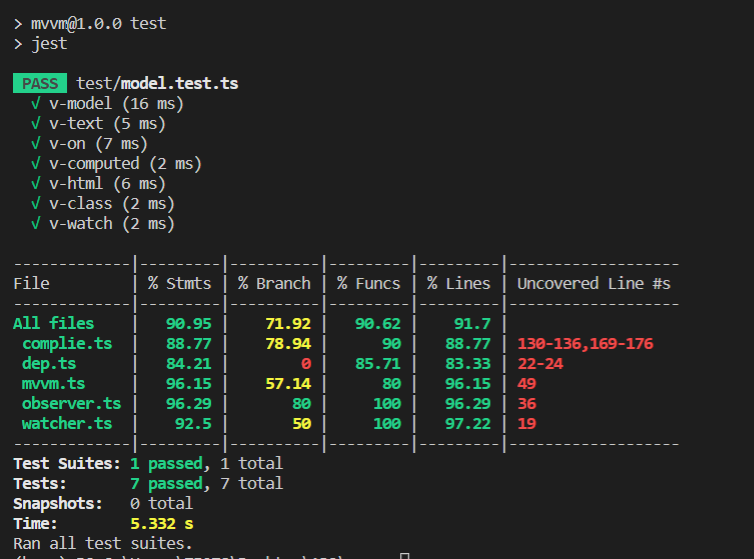 > mvvm@1.0.0 test
> jest
PASS test/model.test.ts
√ v-model (16 ms)
√ v-text (5 ms)
√ v-on (7 ms)
√ v-computed (2 ms)
√ v-html (6 ms)
√ v-class (2 ms)
√ v-watch (2 ms)
-------------|---------|----------|---------|---------|-------------------
File         | % Stmts | % Branch | % Funcs | % Lines | Uncovered Line #s
-------------|---------|----------|---------|---------|-------------------
All files    |   90.95 |    71.92 |   90.62 |    91.7 |
 complie.ts  |   88.77 |    78.94 |      90 |   88.77 | 130-136,169-176
 dep.ts      |   84.21 |        0 |   85.71 |   83.33 | 22-24
 mvvm.ts     |   96.15 |    57.14 |      80 |   96.15 | 49
 observer.ts |   96.29 |       80 |     100 |   96.29 | 36
 watcher.ts  |    92.5 |       50 |     100 |   97.22 | 19
-------------|---------|----------|---------|---------|-------------------
Test Suites: 1 passed, 1 total
Tests:       7 passed, 7 total
Snapshots:   0 total
Time:        5.332 s
Ran all test suites.